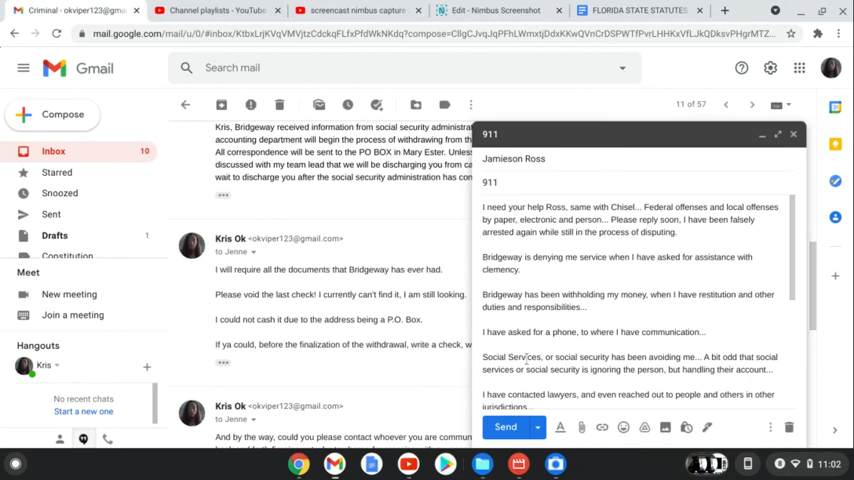 Criminal - okviper123@gmail.co
Channel playlists - YouTube
screencast nimbus capture
Edit - Nimbus Screenshot
FLORIDA STATE STATUTES
mail.google.com/mail/u/0/#inbox/
Gmail
Search mail
Compose
11 of 57
Inbox 10
Starred
Snoozed
Sent
Drafts 1
Constitution
Meet
New meeting
Join a meeting
Hangouts
Kris
No recent chats
Start a new one
Kris, Bridgeway received information from social security administrat
accounting department will begin the process of withdrawing from th
All correspondence will be sent to the PO BOX in Mary Ester. Unless
discussed with my team lead that we will be discharging you from ca
wait to discharge you after the social security administration has con
Kris Ok <okviper123@gmail.com>
to Jenne
I will require all the documents that Bridgeway has ever had.
Please void the last check! I currently can't find it, I am still looking.
I could not cash it due to the address being a P.O. Box.
If ya could, before the finalization of the withdrawal, write a check, w
Kris Ok <okviper123@gmail.com>
to Jenne
And by the way, could you please contact whoever you are commun
911
Jamieson Ross
911
I need your help Ross, same with Chisel... Federal offenses and local offenses
by paper, electronic and person... Please reply soon, I have been falsely
arrested again while still in the process of disputing.
Bridgeway is denying me service when I have asked for assistance with
clemency.
Bridgeway has been withholding my money, when I have restitution and other
duties and responsibilities...
I have asked for a phone, to where I have communication...
Social Services, or social security has been avoiding me... A bit odd that social
services or social security is ignoring the person, but handling their account...
I have contacted lawyers, and even reached out to people and others in other
jurisdictions...
Send
11:02